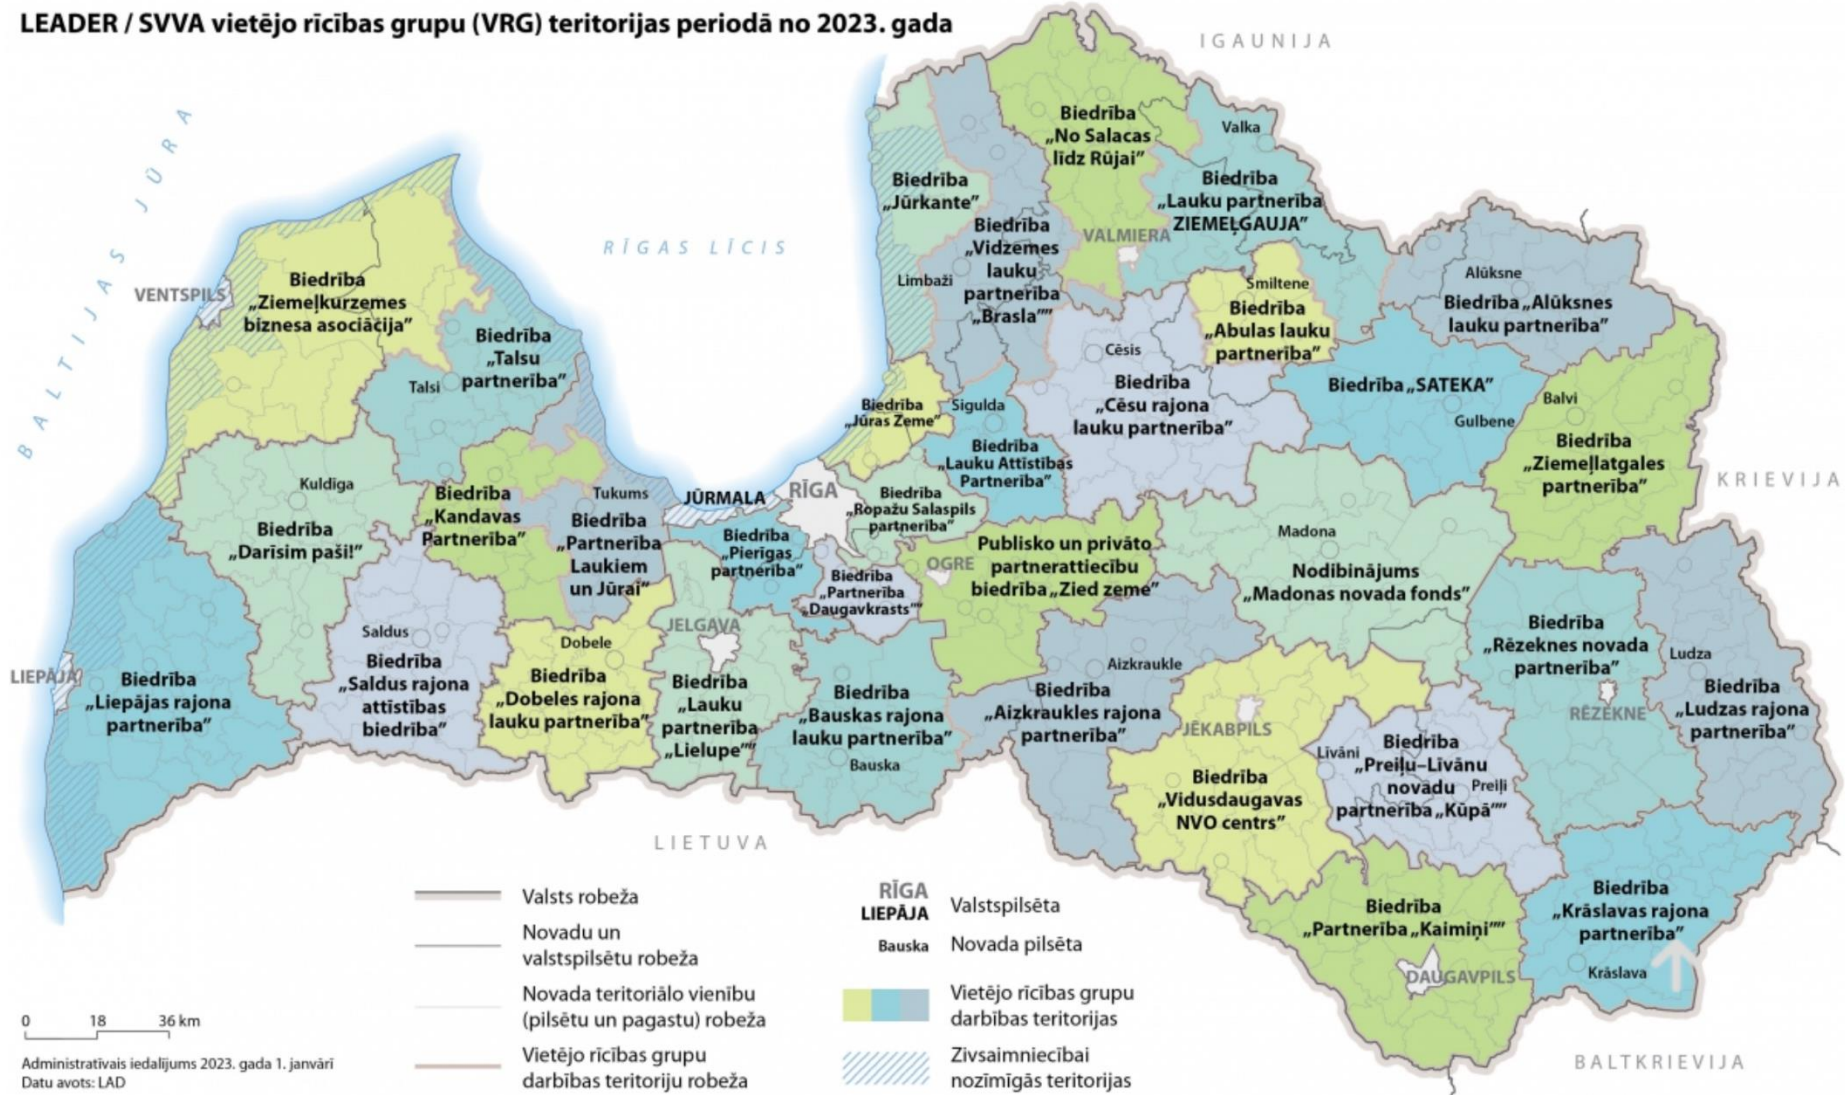 LEADER / SVVA vietējo rīcības grupu (VRG) teritorijas periodā no 2023. gada
IGAUNIJA
BALTIJAS JŪRA
RĪGAS LĪCIS
Biedrība
„No Salacas
līdz Rūjai”
Valka
Biedrība
„Jūrkante”
Biedrība
„Lauku partnerība
ZIEMEĻGAUJA”
VALMIERA
Biedrība
„Vidzemes
lauku
partnerība
„Brasla””
Limbaži
VENTSPILS
Biedrība
„Ziemeļkurzemes
biznesa asociācija”
Smiltene
Biedrība
„Abulas lauku
partnerība”
Alūksne
Biedrība „Alūksnes
lauku partnerība”
Biedrība
„Talsu
partnerība”
Talsi
Cēsis
Biedrība
„Cēsu rajona
lauku partnerība”
Biedrība „SATEKA”
Gulbene
Balvi
Biedrība
„Ziemeļlatgales
partnerība”
Biedrība
„Jūras Zeme”
Sigulda
Biedrība
„Lauku Attīstības
Partnerība”
KRIEVIJA
Kuldīga
Biedrība
„Darīsim paši!”
Biedrība
„Kandavas
Partnerība”
Tukums
Biedrība
„Partnerība
Laukiem
un Jūrai”
JŪRMALA
RĪGA
Biedrība
„Ropažu Salaspils
partnerība”
Biedrība
„Pierīgas
partnerība”
Biedrība
„Partnerība
„Daugavkrasts””
OGRE
Publisko un privāto
partnerattiecību
biedrība „Zied zeme”
Madona
Nodibinājums
„Madonas novada fonds”
Biedrība
„Rēzeknes novada
partnerība”
RĒZEKNE
Ludza
Biedrība
„Ludzas rajona
partnerība”
LIEPĀJA
Biedrība
„Liepājas rajona
partnerība”
Saldus
Biedrība
„Saldus rajona
attīstības
biedrība”
Dobele
Biedrība
„Dobeles rajona
lauku partnerība”
JELGAVA
Biedrība
„Lauku
partnerība
„Lielupe””
Biedrība
„Bauskas rajona
lauku partnerība”
Bauska
Aizkraukle
Biedrība
„Aizkraukles rajona
partnerība”
JĒKABPILS
Biedrība
„Vidusdaugavas
NVO centrs”
Līvāni
Biedrība
„Preiļu–Līvānu
novadu
partnerība „Kūpā””
Preiļi
LIETUVA
Biedrība
„Partnerība „Kaimiņi””
DAUGAVPILS
Biedrība
„Krāslavas rajona
partnerība”
Krāslava
BALTKRIEVIJA
Valsts robeža
Novadu un
valstspilsētu robeža
Novada teritoriālo vienību
(pilsētu un pagastu) robeža
Vietējo rīcības grupu
darbības teritoriju robeža
RĪGA
LIEPĀJA
Valstspilsēta
Bauska
Novada pilsēta
Vietējo rīcības grupu
darbības teritorijas
Zivsaimniecībai
nozīmīgās teritorijas
0 18 36 km
Administratīvais iedalījums 2023. gada 1. janvārī
Datu avots: LAD